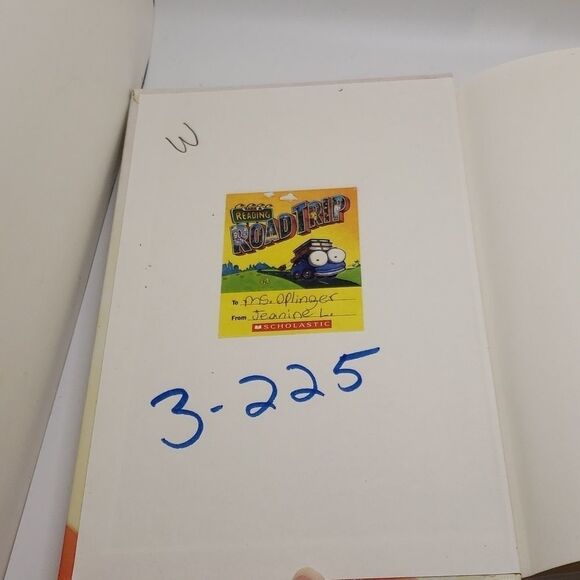 W
READING
ROAD TRIP
To Ms. Oplinger
From Jeanine L.
SCHOLASTIC
3-225